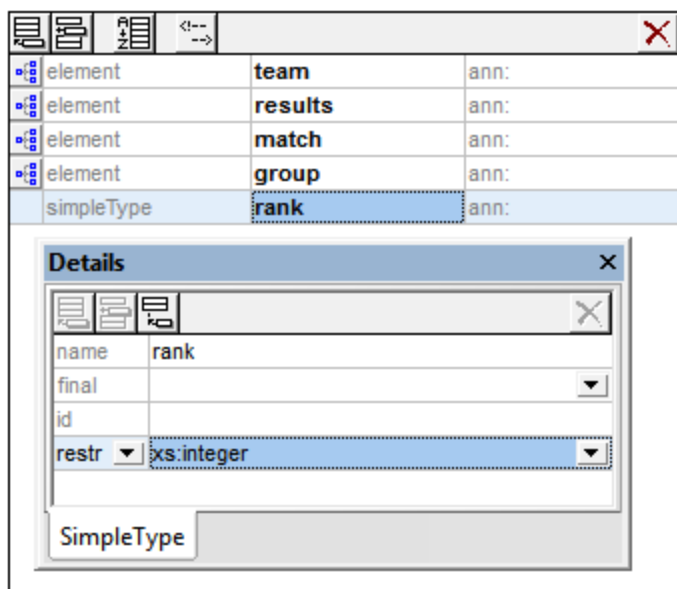 element team ann:
element results ann:
element match ann:
element group ann:
simpleType rank ann:
Details
name rank
final
id
restr xs:integer
SimpleType